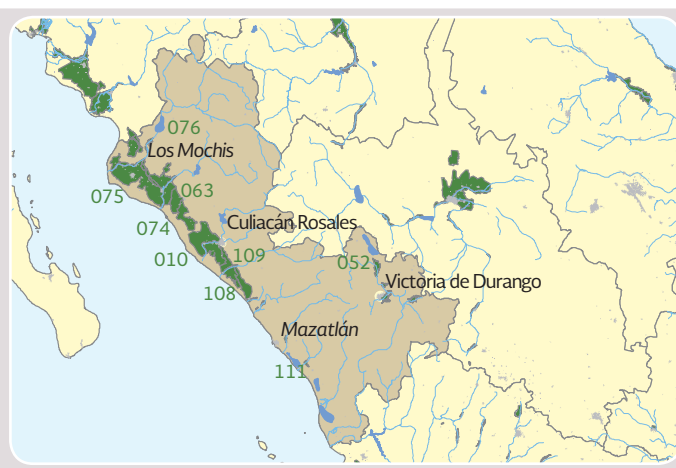 076
Los Mochis
075
063
074
Culiacán Rosales
010
109
052
Victoria de Durango
108
Mazatlán
111